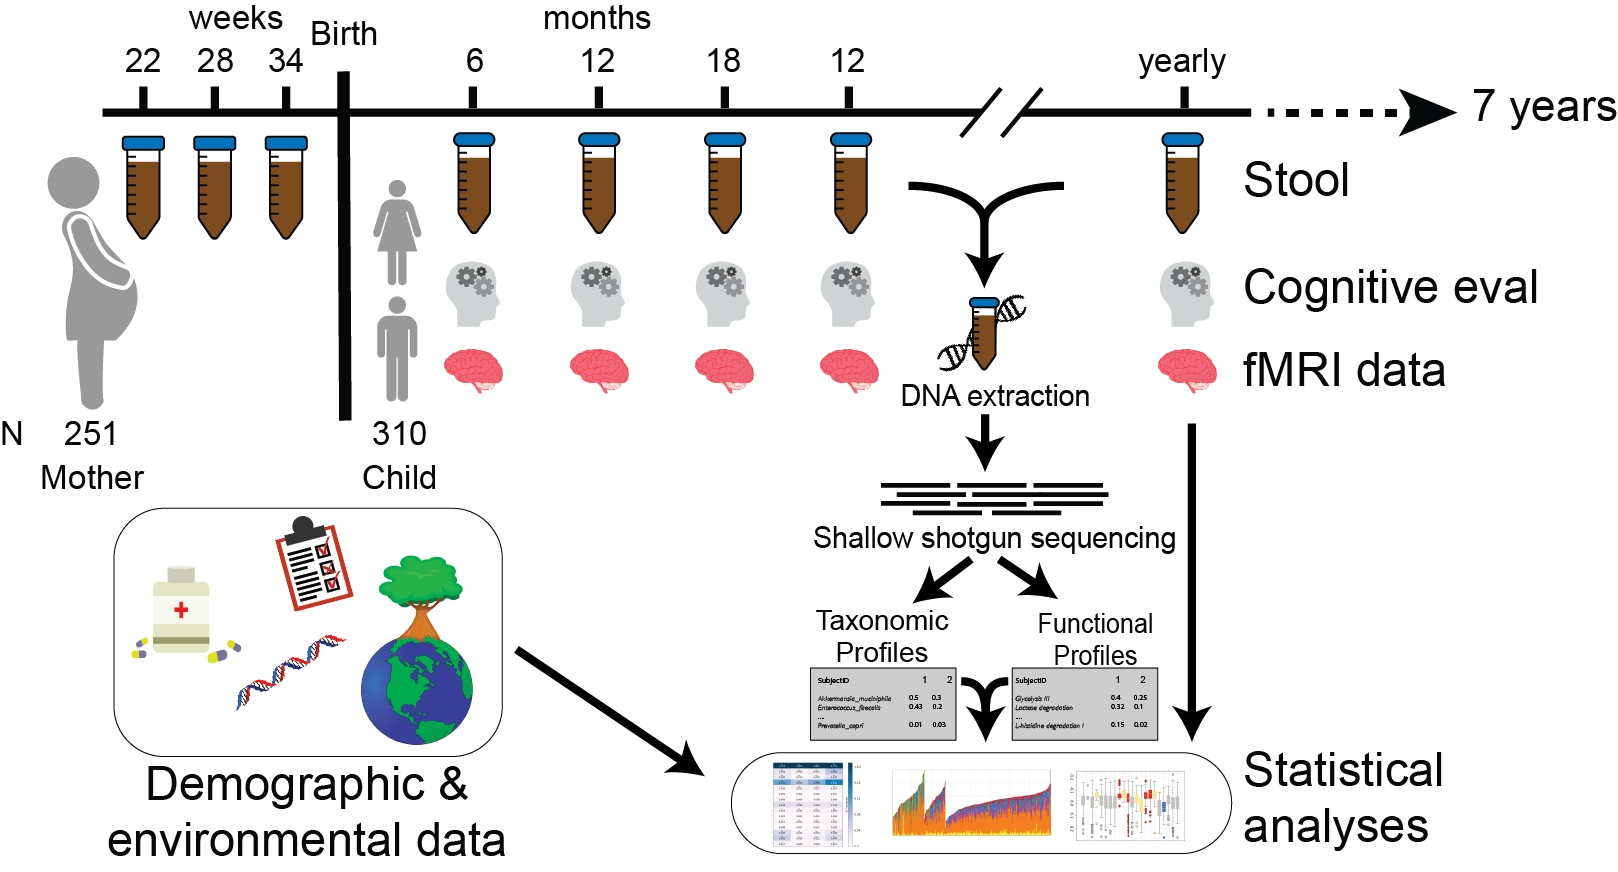 weeks
Birth
months
22
28
34
6
12
18
12
yearly
7 years
Stool
Cognitive eval
fMRI data
DNA extraction
N
251
310
Mother
Child
Shallow shotgun sequencing
Taxonomic
Profiles
Functional
Profiles
SubjectID 1 2
Akkermansia_muciniphila 0.5 0.3
Enterococcus_faecalis 0.43 0.2
....
Prevotella_copri 0.01 0.03
SubjectID 1 2
Glycolysis III 0.4 0.25
Lactose degradation 0.32 0.1
....
L-histidine degradation I 0.15 0.02
Demographic &
environmental data
Statistical
analyses